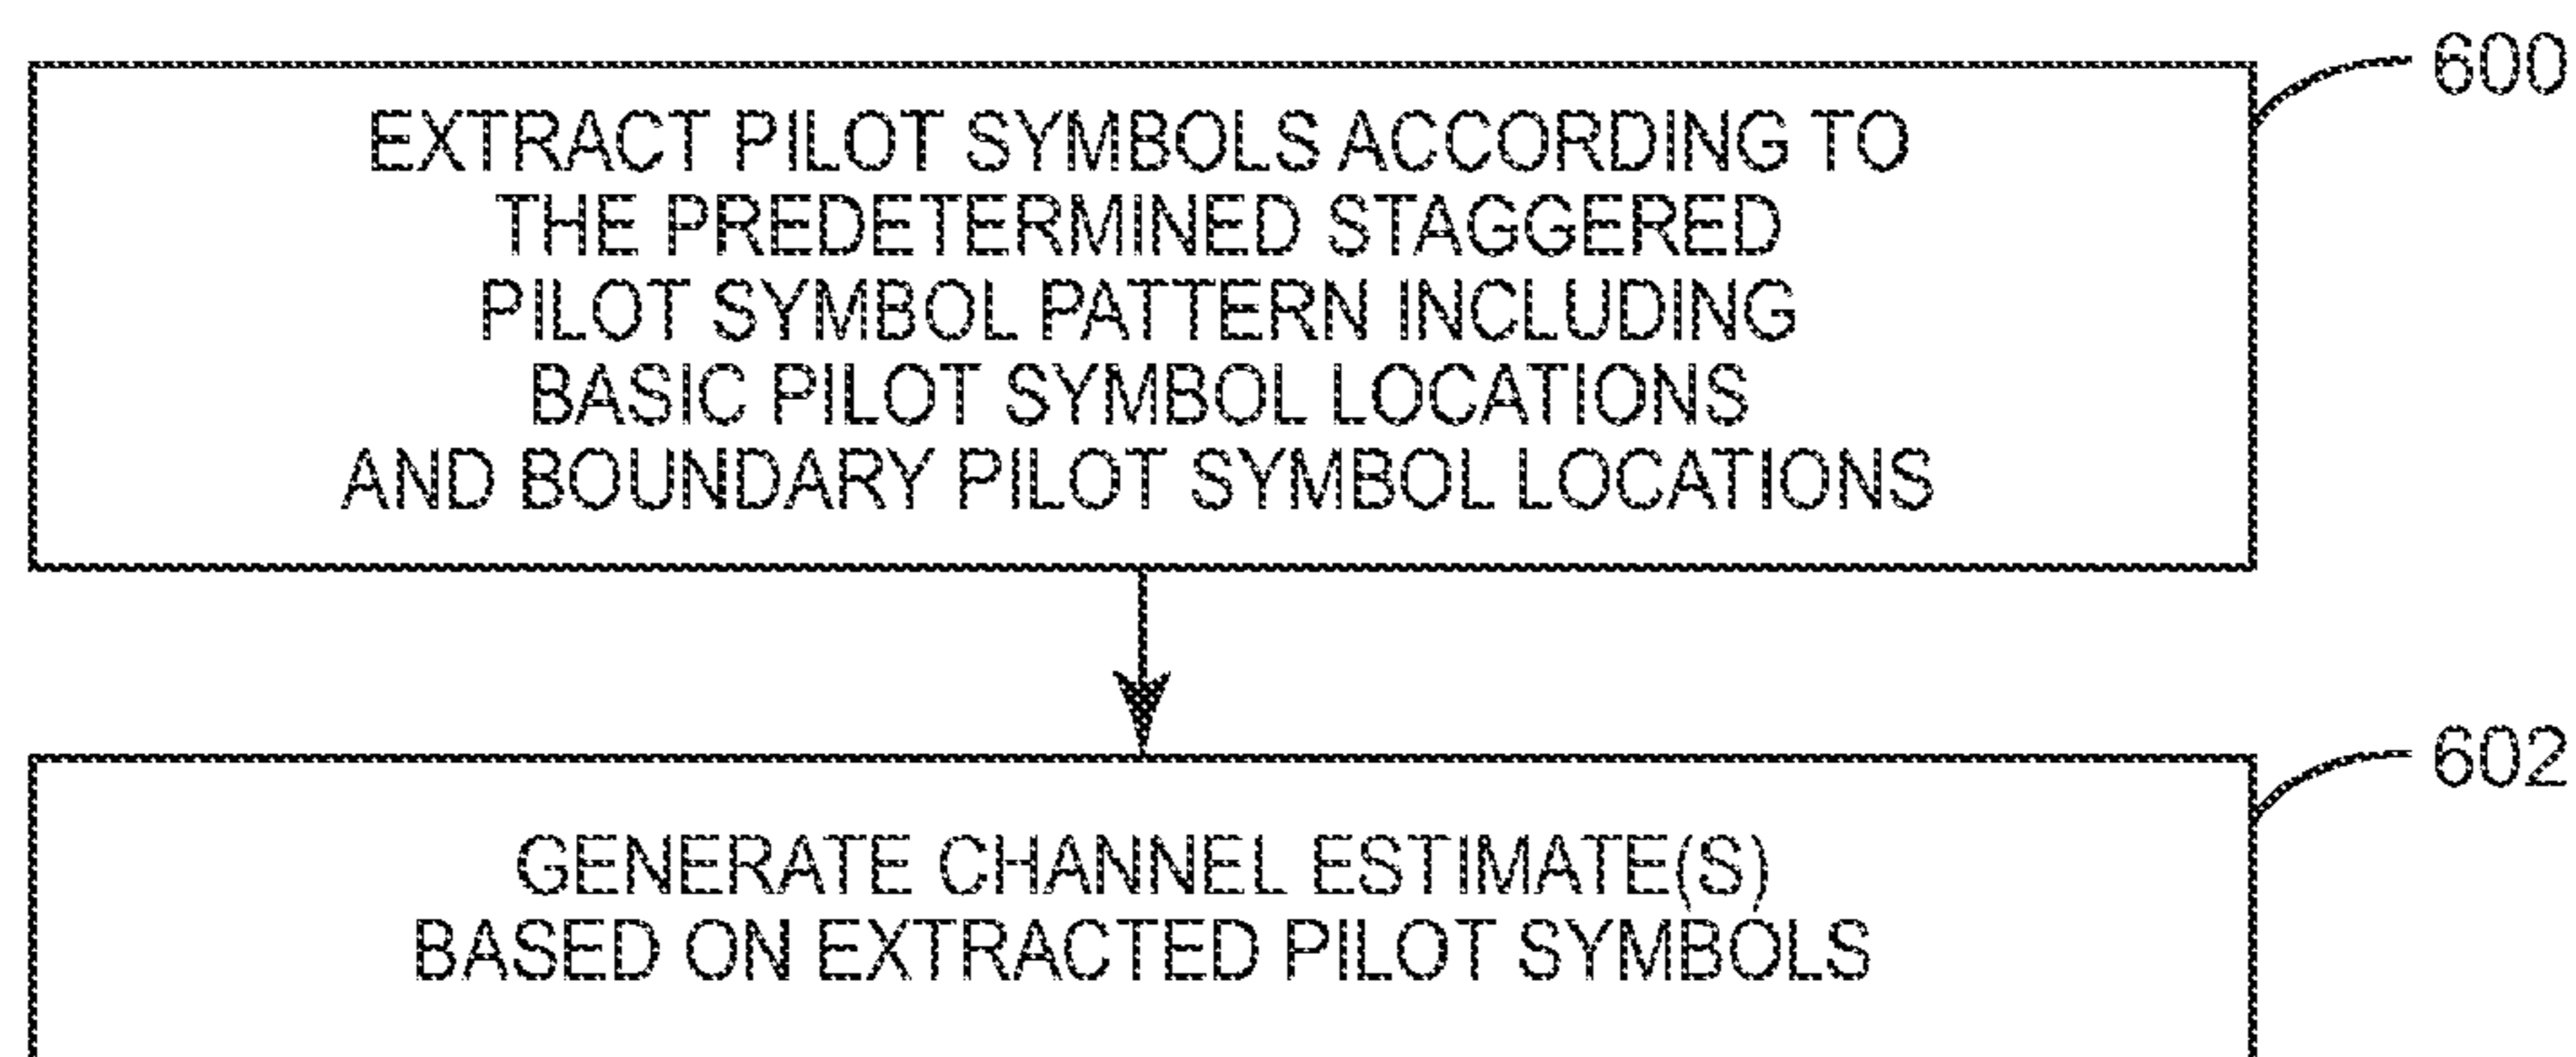 600
EXTRACT PILOT SYMBOLS ACCORDING TO
THE PREDETERMINED STAGGERED
PILOT SYMBOL PATTERN INCLUDING
BASIC PILOT SYMBOL LOCATIONS
AND BOUNDARY PILOT SYMBOL LOCATIONS
602
GENERATE CHANNEL ESTIMATE(S)
BASED ON EXTRACTED PILOT SYMBOLS